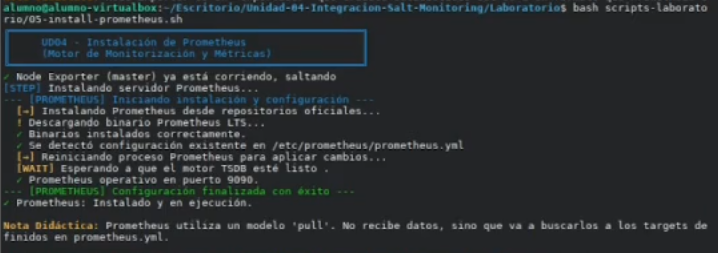 alumno@alumno-virtualbox:~/Escritorio/Unidad-04-Integracion-Salt-Monitoring/Laboratorio$ bash scripts-laborato
rio/05-install-prometheus.sh
UD04 - Instalación de Prometheus
(Motor de Monitorización y Métricas)
✓ Node Exporter (master) ya está corriendo, saltando
[STEP] Instalando servidor Prometheus...
--- [PROMETHEUS] Iniciando instalación y configuración ---
[→] Instalando Prometheus desde repositorios oficiales...
! Descargando binario Prometheus LTS...
✓ Binarios instalados correctamente.
✓ Se detectó configuración existente en /etc/prometheus/prometheus.yml
[→] Reiniciando proceso Prometheus para aplicar cambios...
[WAIT] Esperando a que el motor TSDB esté listo .
✓ Prometheus operativo en puerto 9090.
--- [PROMETHEUS] Configuración finalizada con éxito ---
✓ Prometheus: Instalado y en ejecución.
Nota Didáctica: Prometheus utiliza un modelo 'pull'. No recibe datos, sino que va a buscarlos a los targets de
finidos en prometheus.yml.